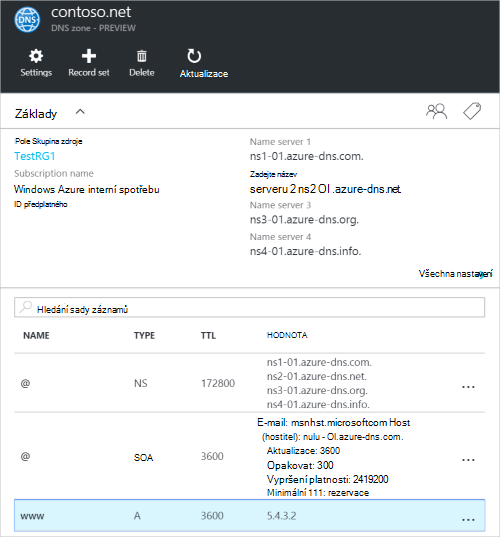 contoso.net
DNS
DNS zone - PREVIEW
Settings
Record set
Delete
Aktualizace
Základy
Pole Skupina zdroje
TestRG1
Subscription name
Windows Azure interní spotřebu
ID předplatného
Name server 1
ns1-01.azure-dns.com.
Zadejte název
serveru 2 ns2 OI .azure-dns.net.
Name server 3
ns3-01.azure-dns.org.
Name server 4
ns4-01.azure-dns.info.
Všechna nastavení
Hledání sady záznamů
NAME TYPE TTL HODNOTA
@ NS 172800 ns1-01.azure-dns.com.
ns2-01.azure-dns.net.
ns3-01.azure-dns.org.
ns4-01.azure-dns.info.
...
@ SOA 3600 E-mail: msnhst.microsoftcom Host
(hostitel): nulu - OI.azure-dns.com.
Aktualizace: 3600
Opakovat: 300
Vypršení platnosti: 2419200
Minimální 111: rezervace
...
www A 3600 5.4.3.2 ...